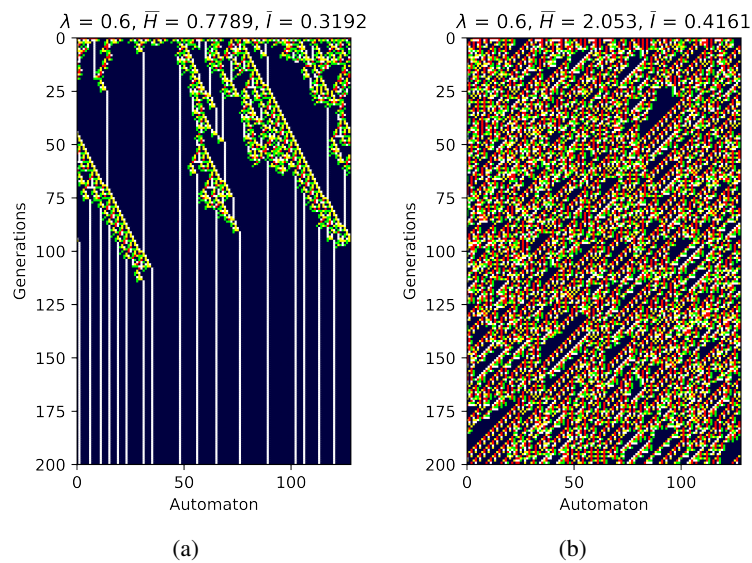 λ = 0.6, H̅ = 0.7789, I̅ = 0.3192
0
25
50
75
100
125
150
175
200
Generations
0 50 100
Automaton
(a)
λ = 0.6, H̅ = 2.053, I̅ = 0.4161
0
25
50
75
100
125
150
175
200
Generations
0 50 100
Automaton
(b)